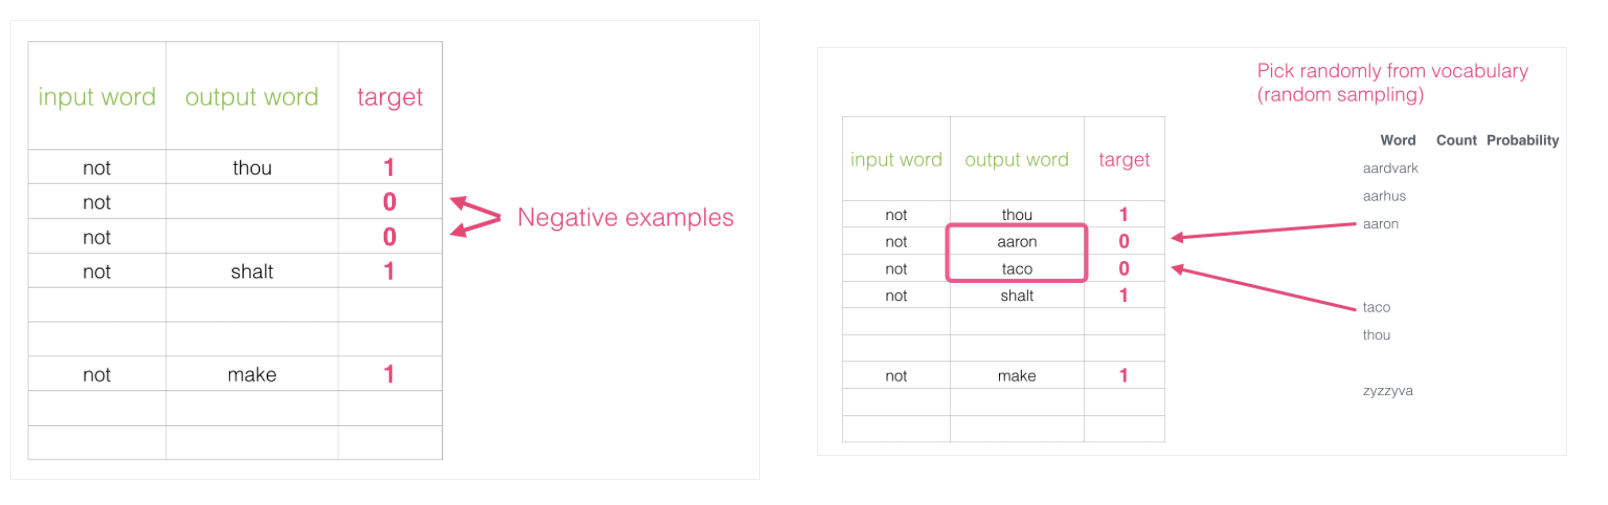 input word output word target
not thou 1
not 0
not 0
Negative examples
not shalt 1
not make 1
Pick randomly from vocabulary
(random sampling)
Word Count Probability
input word output word target
not thou 1
not aaron 0
not taco 0
not shalt 1
not make 1
aardvark
aarhus
aaron
taco
thou
zyzzyva